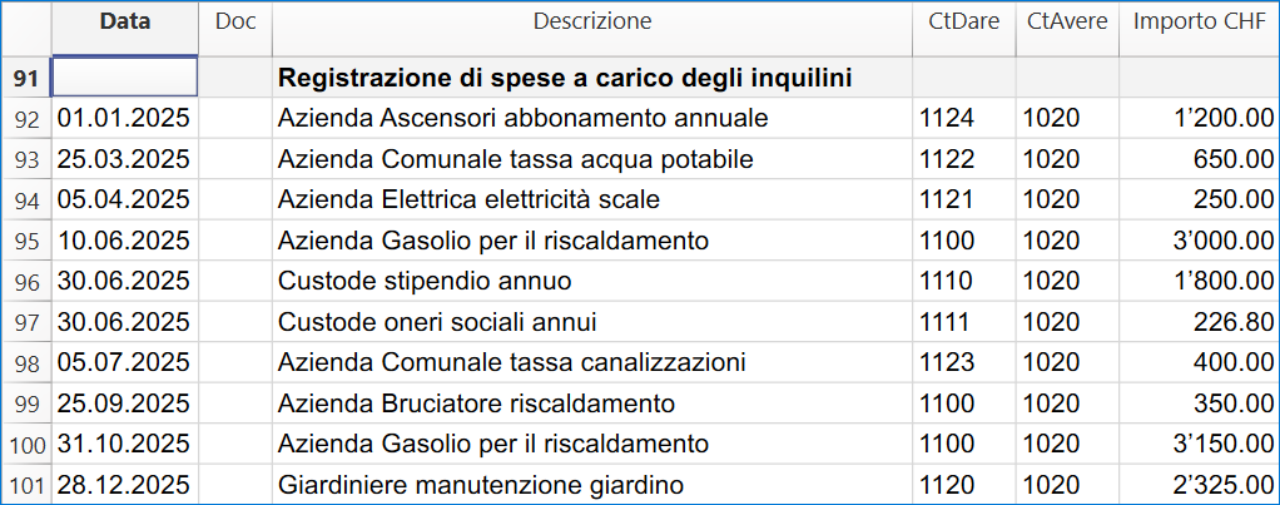 Data Doc Descrizione CtDare CtAvere Importo CHF
91 Registrazione di spese a carico degli inquilini
92 01.01.2025 Azienda Ascensori abbonamento annuale 1124 1020 1’200.00
93 25.03.2025 Azienda Comunale tassa acqua potabile 1122 1020 650.00
94 05.04.2025 Azienda Elettrica elettricità scale 1121 1020 250.00
95 10.06.2025 Azienda Gasolio per il riscaldamento 1100 1020 3’000.00
96 30.06.2025 Custode stipendio annuo 1110 1020 1’800.00
97 30.06.2025 Custode oneri sociali annui 1111 1020 226.80
98 05.07.2025 Azienda Comunale tassa canalizzazioni 1123 1020 400.00
99 25.09.2025 Azienda Bruciatore riscaldamento 1100 1020 350.00
100 31.10.2025 Azienda Gasolio per il riscaldamento 1100 1020 3’150.00
101 28.12.2025 Giardiniere manutenzione giardino 1120 1020 2’325.00